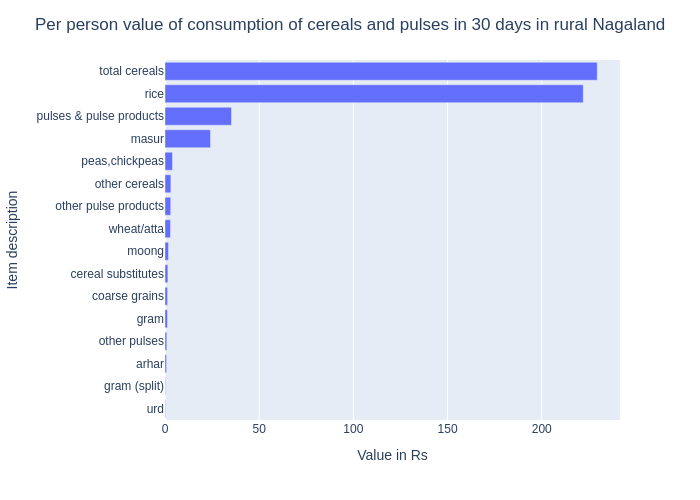 Per person value of consumption of cereals and pulses in 30 days in rural Nagaland
total cereals
rice
pulses & pulse products
masur
peas,chickpeas
other cereals
other pulse products
wheat/atta
moong
cereal substitutes
coarse grains
gram
other pulses
arhar
gram (split)
urd
0 50 100 150 200
Value in Rs
Item description